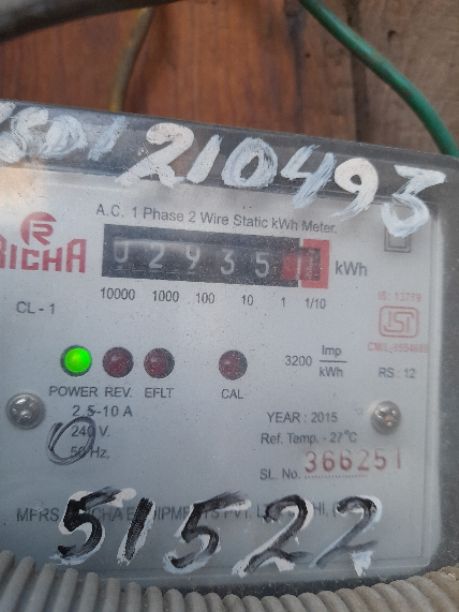 210493
A.C. 1 Phase 2 Wire Static kWh Meter.
RICHA
02935
kWh
10000 1000 100 10 1 1/10
IS: 13779
CL - 1
ISI
3200 Imp
kWh
RS : 12
POWER REV. EFLT CAL
2.5-10 A
240 V.
50 Hz.
YEAR : 2015
Ref. Temp. - 27°C
SL. No. 366251
51522